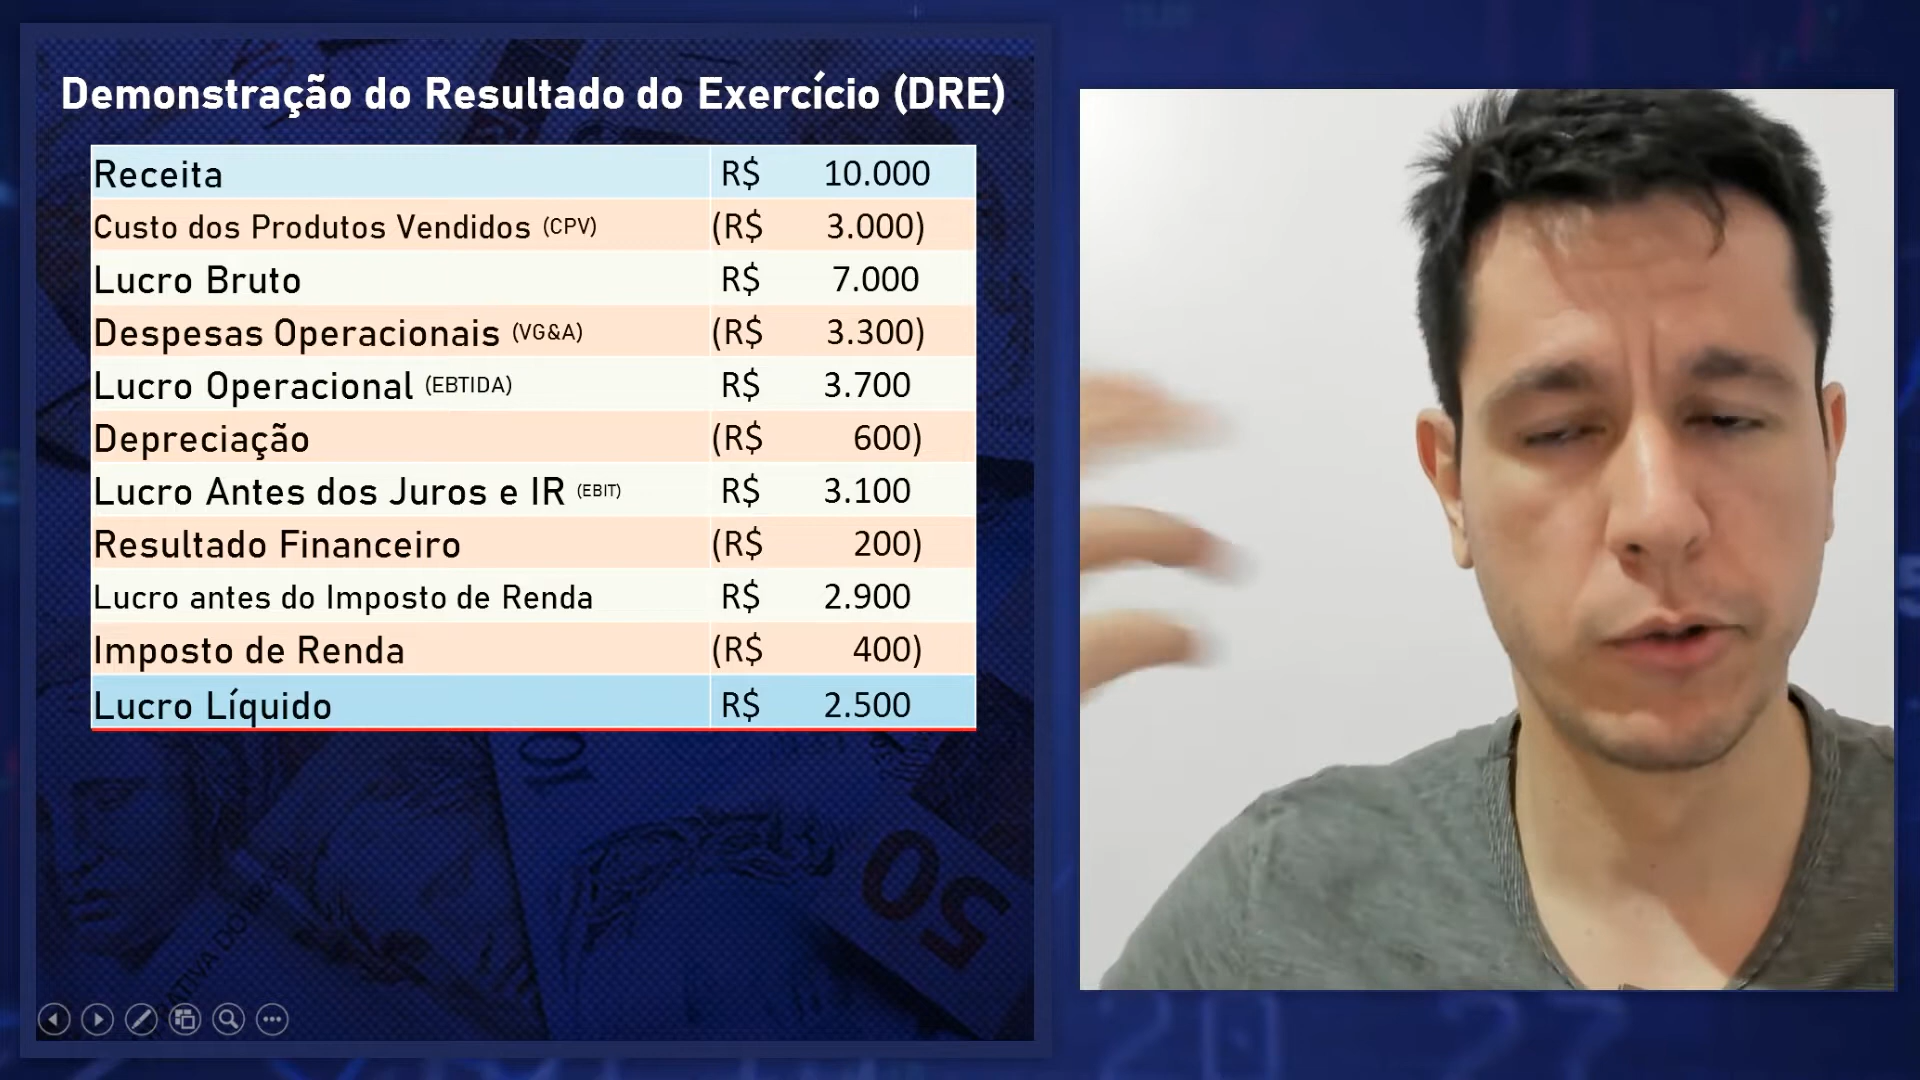 Demonstração do Resultado do Exercício (DRE)
Receita R$ 10.000
Custo dos Produtos Vendidos (CPV) (R$ 3.000)
Lucro Bruto R$ 7.000
Despesas Operacionais (VG&A) (R$ 3.300)
Lucro Operacional (EBTIDA) R$ 3.700
Depreciação (R$ 600)
Lucro Antes dos Juros e IR (EBIT) R$ 3.100
Resultado Financeiro (R$ 200)
Lucro antes do Imposto de Renda R$ 2.900
Imposto de Renda (R$ 400)
Lucro Líquido R$ 2.500
50